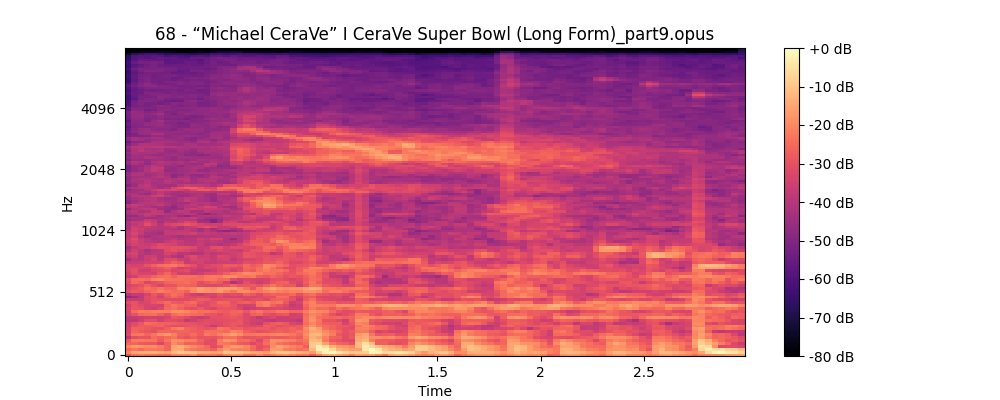 68 - “Michael CeraVe” I CeraVe Super Bowl (Long Form)_part9.opus
Hz
4096
2048
1024
512
0
0
0.5
1
1.5
2
2.5
Time
+0 dB
-10 dB
-20 dB
-30 dB
-40 dB
-50 dB
-60 dB
-70 dB
-80 dB